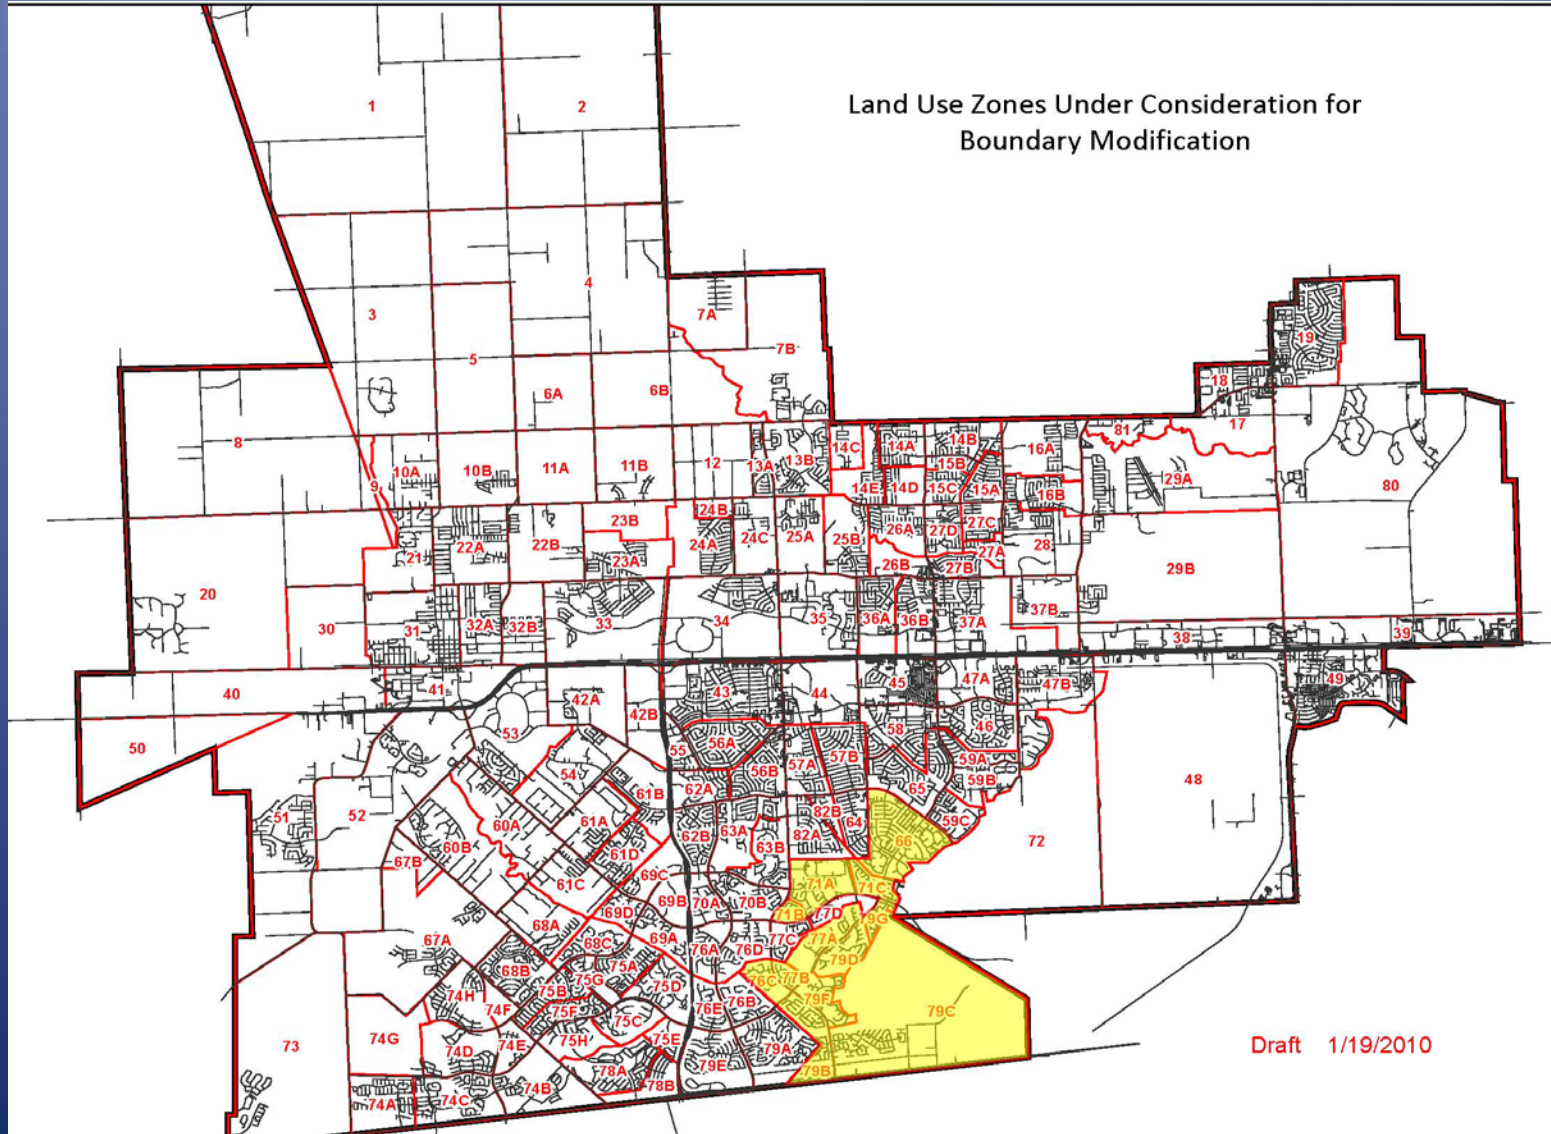 Land Use Zones Under Consideration for
Boundary Modification
1
2
3
4
7A
7B
19
5
6A
6B
18
17
8
81
14C
14A
14B
16A
9
10A
10B
11A
11B
12
13A
13B
15B
29A
80
14E
14D
15C
15A
16B
24B
23B
26A
27D
27C
22A
22B
24A
24C
25A
25B
28
21
23A
26B
27B
27A
29B
20
30
37B
31
32A
32B
33
34
35
36A
36B
37A
38
39
40
41
42A
42B
43
44
45
47A
47B
49
50
53
55
56A
58
46
54
56B
57A
57B
59A
59B
48
61B
62A
65
51
52
60A
61A
82B
64
59C
60B
62B
63A
82A
66
72
67B
61D
63B
61C
69C
71A
71C
69D
69B
70A
70B
71B
77D
79G
68A
67A
68C
69A
76A
76D
77C
77A
68B
75A
79D
74H
75B
75G
75D
76C
77B
74F
75F
76E
76B
79F
79C
73
74G
75C
74D
74E
75H
75E
79A
Draft 1/19/2010
78A
79E
79B
74A
74C
74B
78B